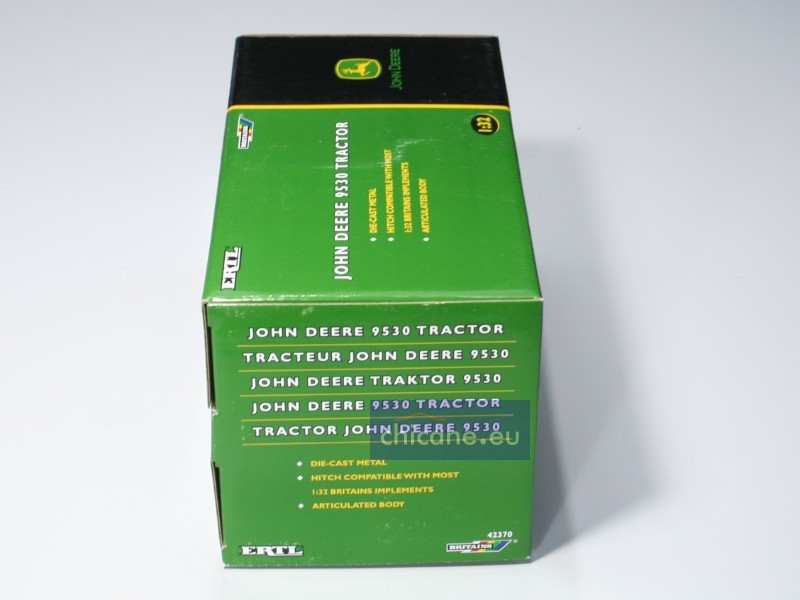 JOHN DEERE
1:32
BRITAINS
JOHN DEERE 9530 TRACTOR
DIE-CAST METAL
HITCH COMPATIBLE WITH MOST
1:32 BRITAINS IMPLEMENTS
ARTICULATED BODY
ERTL
JOHN DEERE 9530 TRACTOR
TRACTEUR JOHN DEERE 9530
JOHN DEERE TRAKTOR 9530
JOHN DEERE 9530 TRACTOR
TRACTOR JOHN DEERE 9530
chicane.eu
DIE-CAST METAL
HITCH COMPATIBLE WITH MOST
1:32 BRITAINS IMPLEMENTS
ARTICULATED BODY
42370
ERTL
BRITAINS